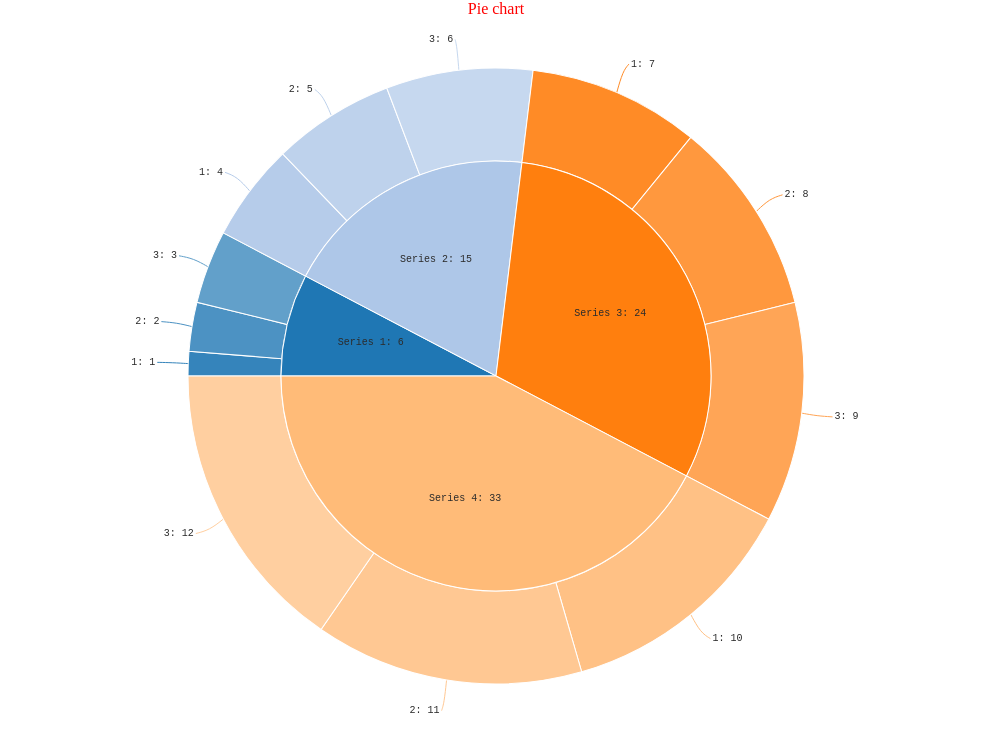 Pie chart
3: 6
1: 7
2: 5
1: 4
2: 8
3: 3
Series 2: 15
Series 3: 24
2: 2
Series 1: 6
1: 1
3: 9
Series 4: 33
3: 12
1: 10
2: 11